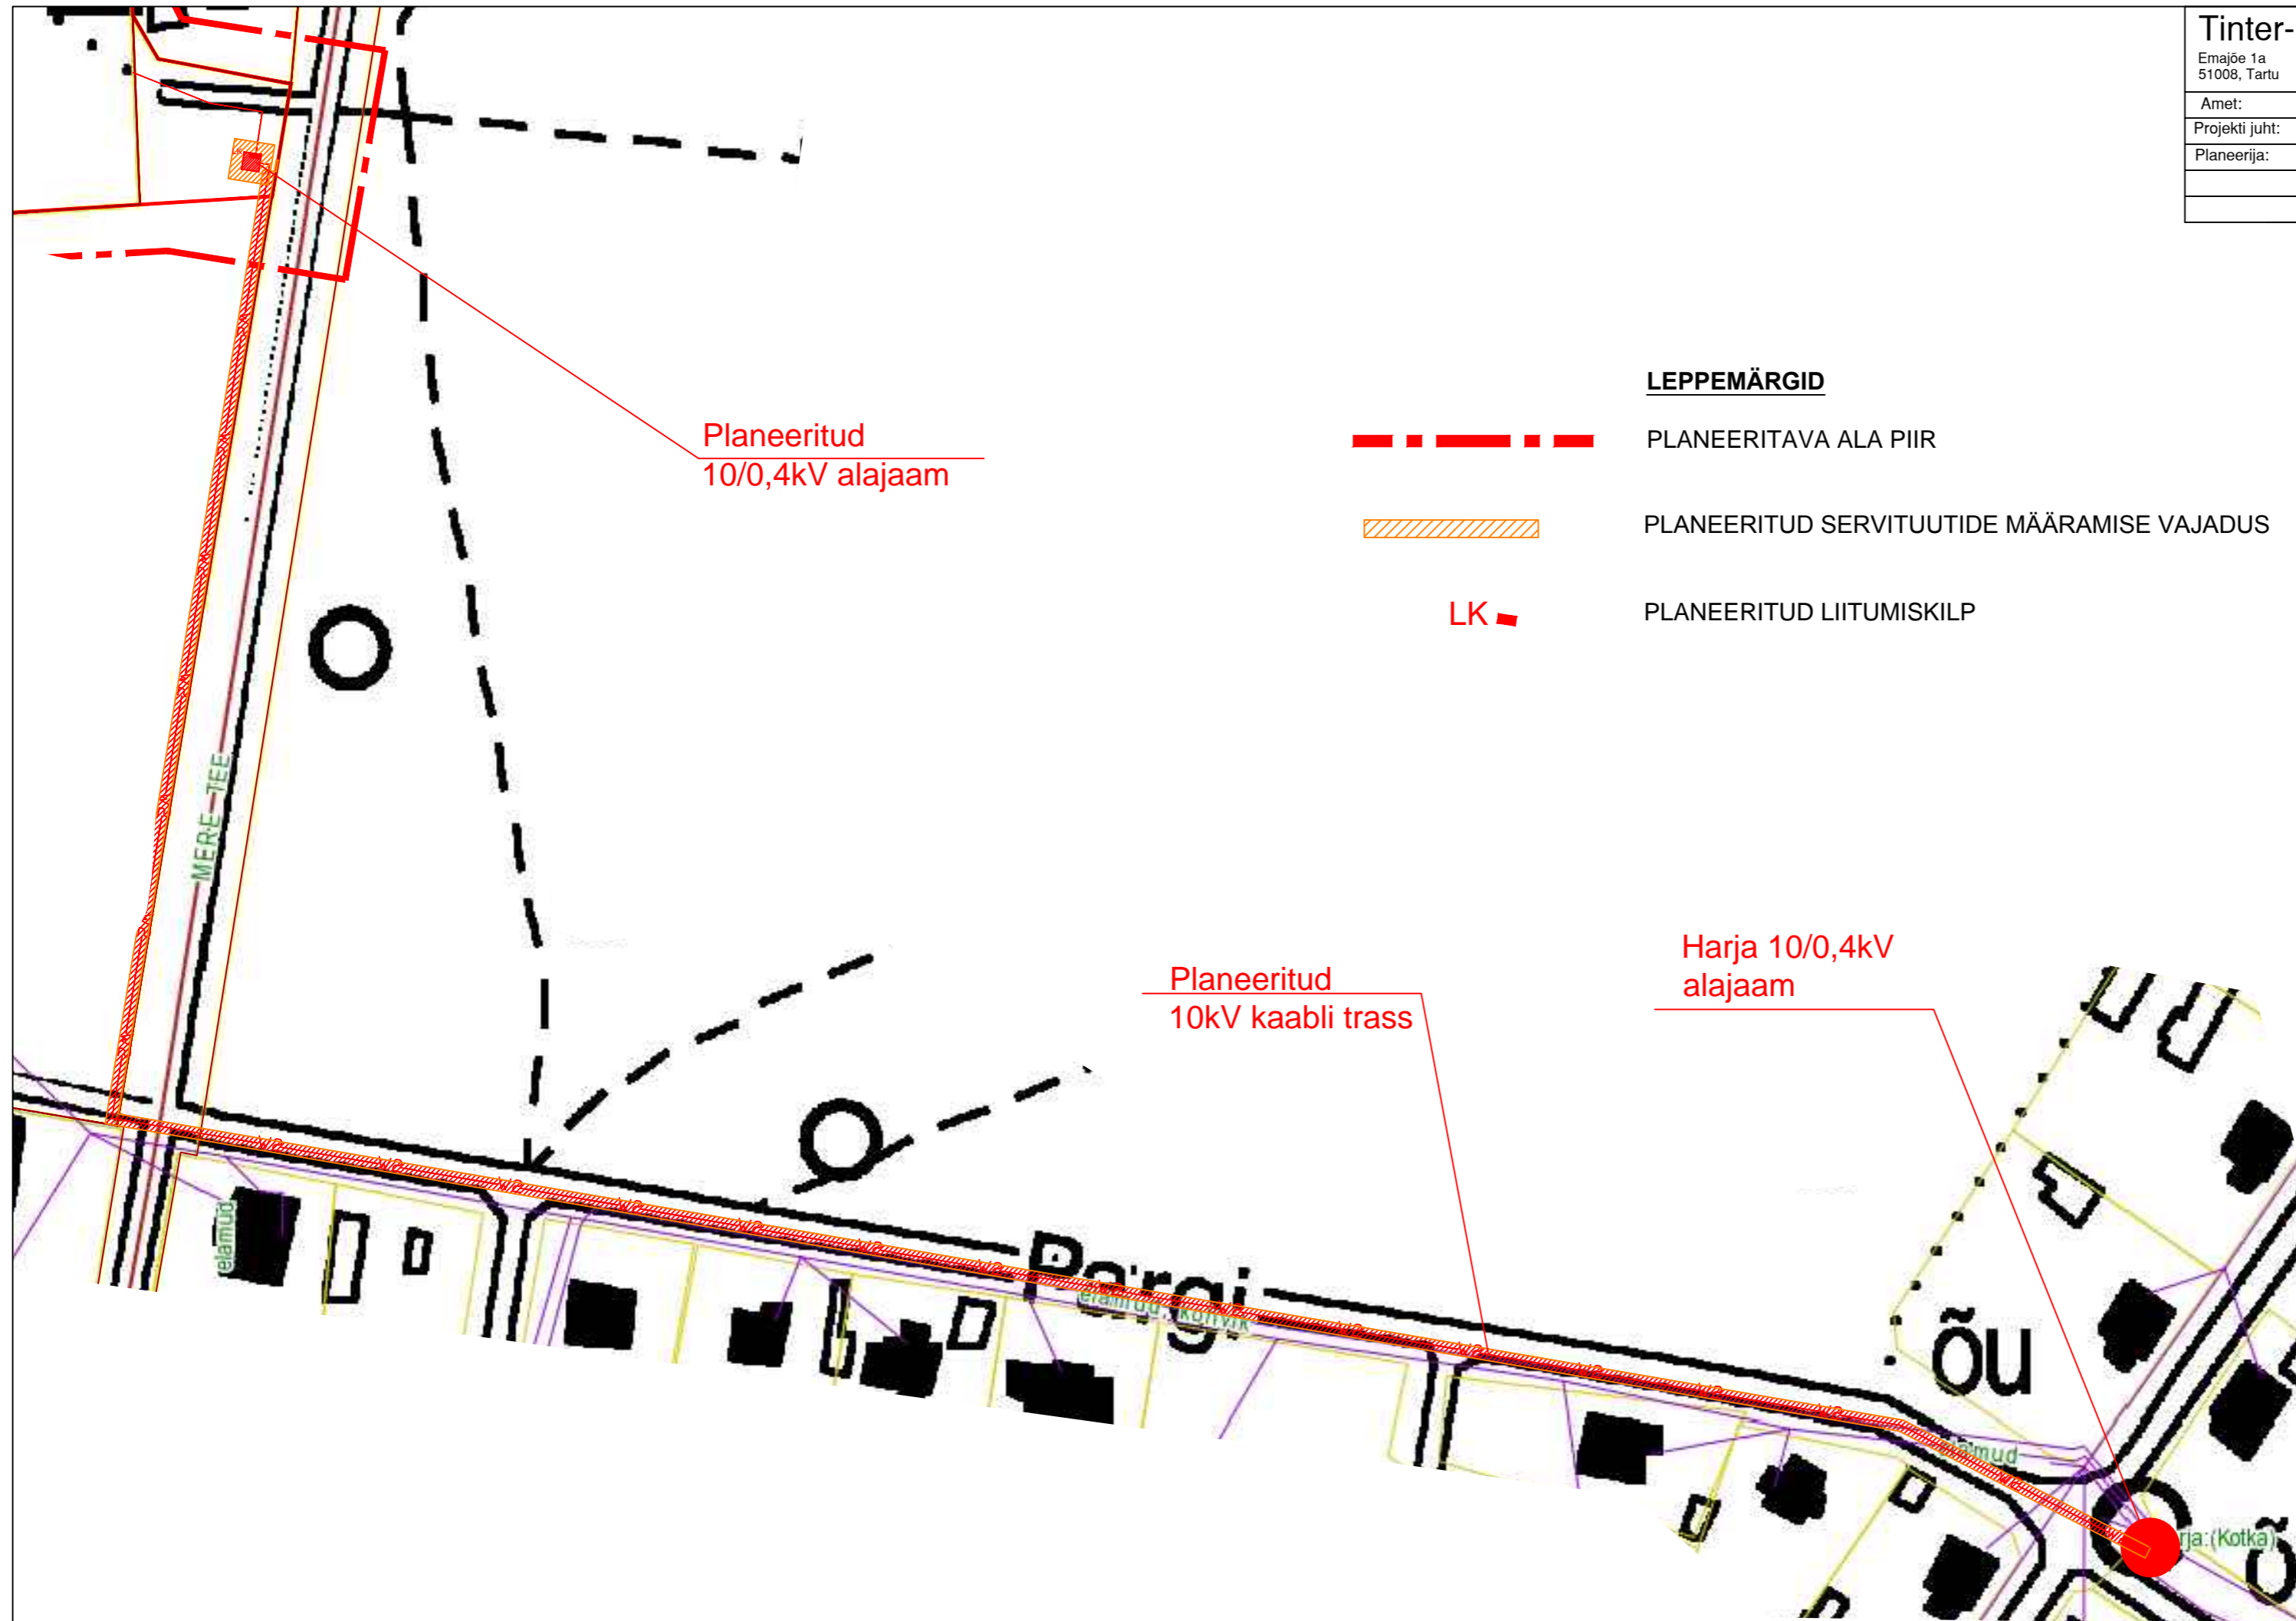 Tinter-
Emajõe 1a
51008, Tartu
Amet:
Projekti juht:
Planeerija:
LEPPEMÄRGID
PLANEERITAVA ALA PIIR
PLANEERITUD SERVITUUTIDE MÄÄRAMISE VAJADUS
LK
PLANEERITUD LIITUMISKILP
Planeeritud
10/0,4kV alajaam
MERE TEE
Planeeritud
10kV kaabli trass
Harja 10/0,4kV
alajaam
elamud
Pargi
õu
rja:(Kotka)
õ